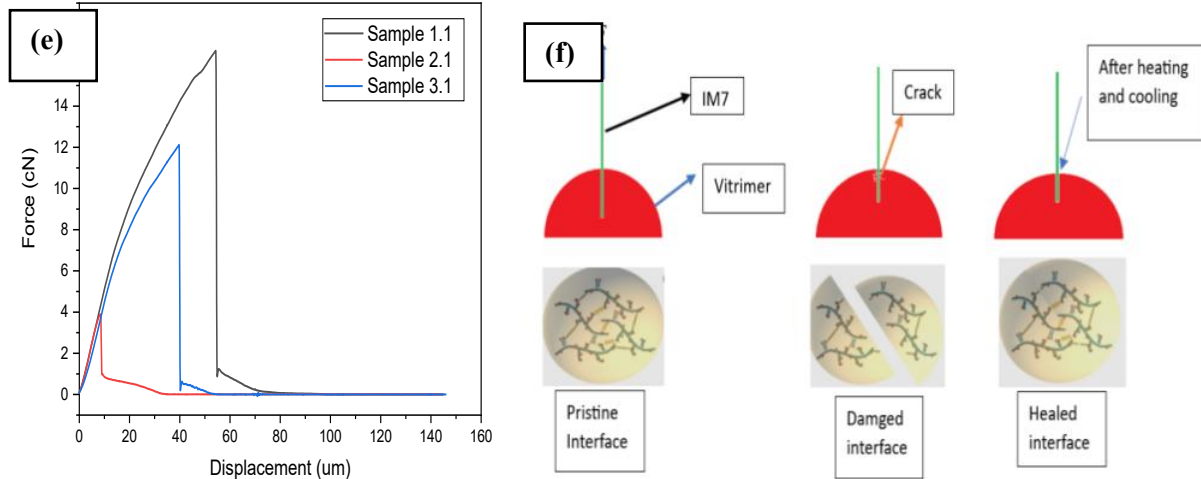 (e)
Sample 1.1
Sample 2.1
Sample 3.1
14
12
10
8
6
4
2
0
Force (cN)
0 20 40 60 80 100 120 140 160
Displacement (um)
(f)
IM7
Vitrimer
Crack
After heating
and cooling
Pristine
Interface
Damged
interface
Healed
interface